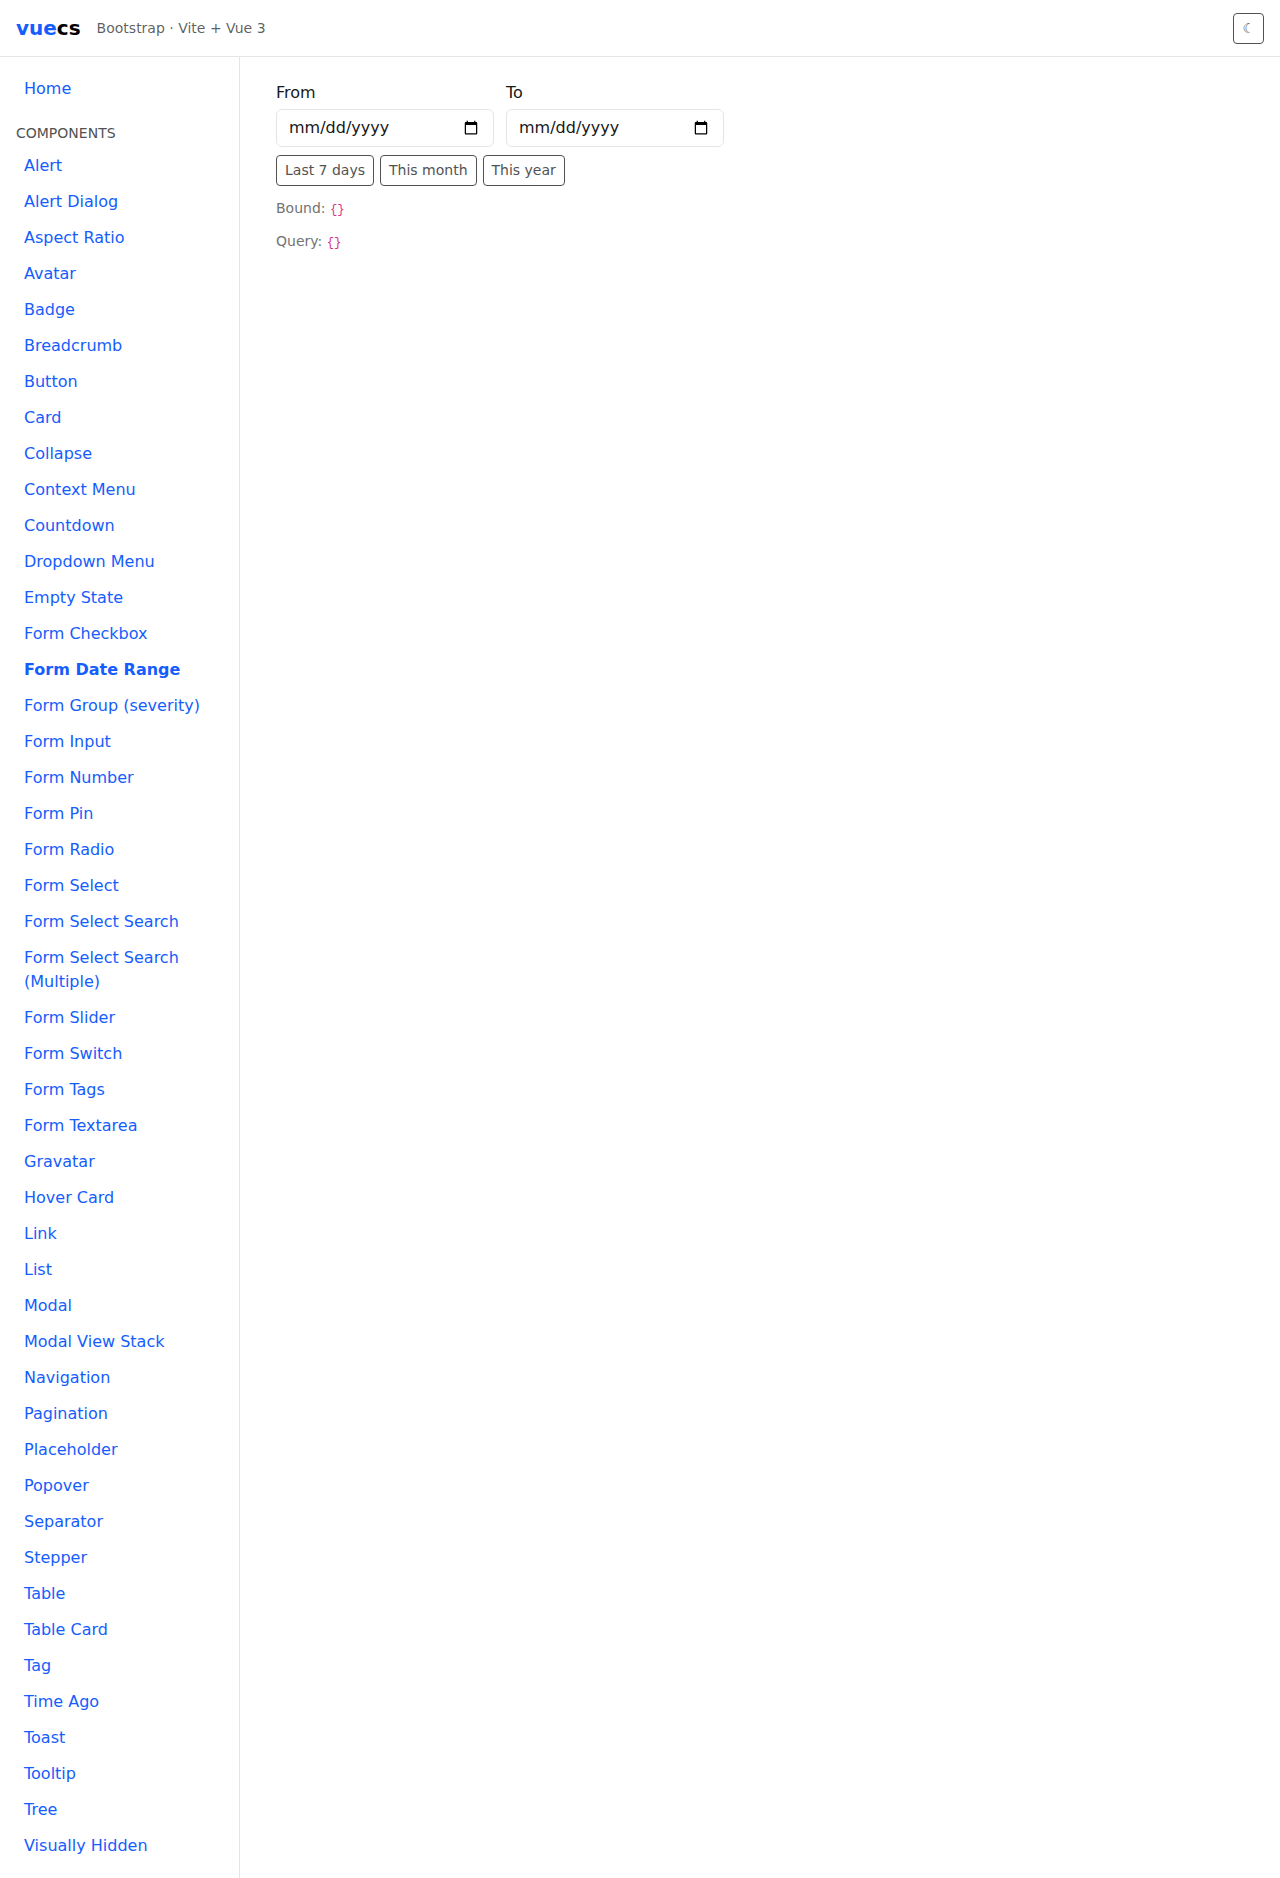 vuecs Bootstrap · Vite + Vue 3
Home
COMPONENTS
Alert
Alert Dialog
Aspect Ratio
Avatar
Badge
Breadcrumb
Button
Card
Collapse
Context Menu
Countdown
Dropdown Menu
Empty State
Form Checkbox
Form Date Range
Form Group (severity)
Form Input
Form Number
Form Pin
Form Radio
Form Select
Form Select Search
Form Select Search
(Multiple)
Form Slider
Form Switch
Form Tags
Form Textarea
Gravatar
Hover Card
Link
List
Modal
Modal View Stack
Navigation
Pagination
Placeholder
Popover
Separator
Stepper
Table
Table Card
Tag
Time Ago
Toast
Tooltip
Tree
Visually Hidden
From To
mm/dd/yyyy mm/dd/yyyy
Last 7 days This month This year
Bound: {}
Query: {}